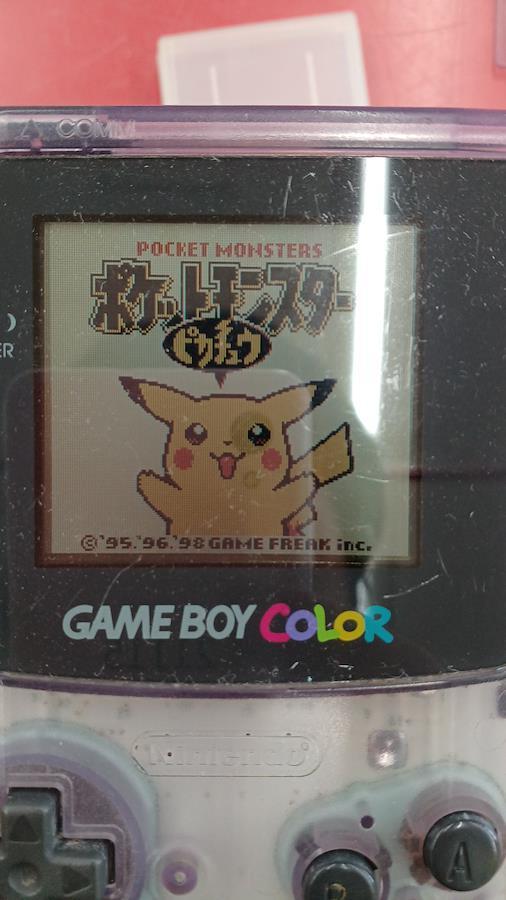 COMM
POCKET MONSTERS
ポケットモンスター
ピカチュウ
©'95.'96.'98 GAME FREAK inc.
GAME BOY COLOR
Nintendo
A